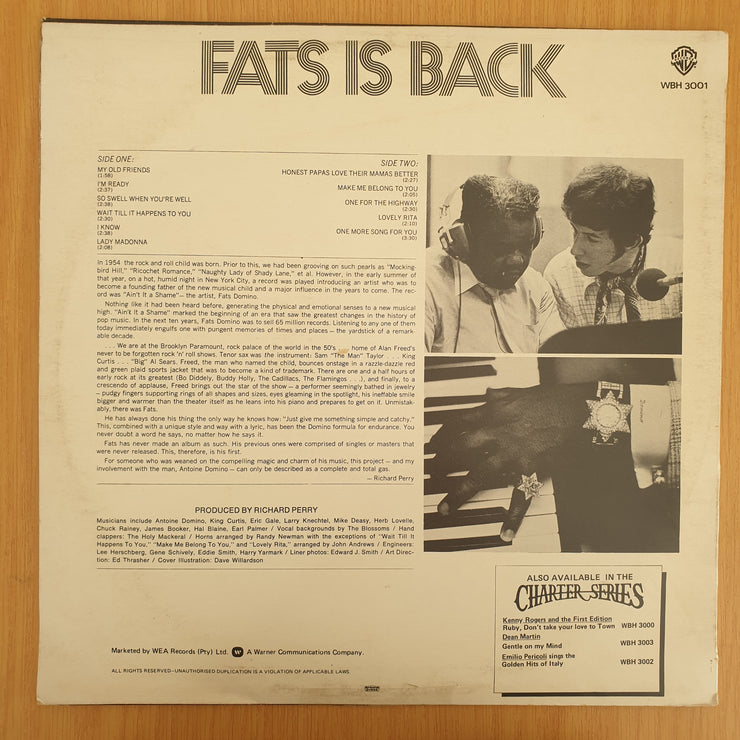 FATS IS BACK
WBH 3001
SIDE ONE:
MY OLD FRIENDS
(1:58)
I'M READY
(2:37)
SO SWELL WHEN YOU'RE WELL
(2:38)
WAIT TILL IT HAPPENS TO YOU
(2:30)
I KNOW
(2:38)
LADY MADONNA
(2:08)
SIDE TWO:
HONEST PAPAS LOVE THEIR MAMAS BETTER
(2:27)
MAKE ME BELONG TO YOU
(2:05)
ONE FOR THE HIGHWAY
(2:30)
LOVELY RITA
(2:10)
ONE MORE SONG FOR YOU
(3:30)
In 1954 the rock and roll child was born. Prior to this, we had been grooving on such pearls as "Mocking-
bird Hill," "Ricochet Romance," "Naughty Lady of Shady Lane," et al. However, in the early summer of
that year, on a hot, humid night in New York City, a record was played introducing an artist who was to
become a founding father of the new musical child and a major influence in the years to come. The rec-
ord was "Ain't It a Shame"— the artist, Fats Domino.
Nothing like it had been heard before, generating the physical and emotional senses to a new musical
high. "Ain't It a Shame" marked the beginning of an era that saw the greatest changes in the history of
pop music. In the next ten years, Fats Domino was to sell 65 million records. Listening to any one of them
today immediately engulfs one with pungent memories of times and places — the yardstick of a remark-
able decade.
. . . We are at the Brooklyn Paramount, rock palace of the world in the 50's home of Alan Freed's
never to be forgotten rock 'n' roll shows. Tenor sax was the instrument: Sam "The Man" Taylor . . . King
Curtis . . . "Big" Al Sears. Freed, the man who named the child, bounces onstage in a razzle-dazzle red
and green plaid sports jacket that was to become a kind of trademark. There are one and a half hours of
early rock at its greatest (Bo Diddely, Buddy Holly, The Cadillacs, The Flamingos . . .), and finally, to a
crescendo of applause, Freed brings out the star of the show — a performer seemingly bathed in jewelry
— pudgy fingers supporting rings of all shapes and sizes, eyes gleaming in the spotlight, his ineffable smile
bigger and warmer than the theater itself as he leans into his piano and prepares to get on it. Unmistak-
ably, there was Fats.
He has always done his thing the only way he knows how: "Just give me something simple and catchy."
This, combined with a unique style and way with a lyric, has been the Domino formula for endurance. You
never doubt a word he says, no matter how he says it.
Fats has never made an album as such. His previous ones were comprised of singles or masters that
were never released. This, therefore, is his first.
For someone who was weaned on the compelling magic and charm of his music, this project — and my
involvement with the man, Antoine Domino — can only be described as a complete and total gas.
— Richard Perry
PRODUCED BY RICHARD PERRY
Musicians include Antoine Domino, King Curtis, Eric Gale, Larry Knechtel, Mike Deasy, Herb Lovelle,
Chuck Rainey, James Booker, Hal Blaine, Earl Palmer / Vocal backgrounds by The Blossoms / Hand
clappers: The Holy Mackeral / Horns arranged by Randy Newman with the exceptions of "Wait Till It
Happens To You," "Make Me Belong To You," and "Lovely Rita," arranged by John Andrews / Engineers:
Lee Herschberg, Gene Schively, Eddie Smith, Harry Yarmark / Liner photos: Edward J. Smith / Art Direc-
tion: Ed Thrasher / Cover Illustration: Dave Willardson
ALSO AVAILABLE IN THE
CHARTER SERIES
Kenny Rogers and the First Edition
Ruby, Don't take your love to Town WBH 3000
Dean Martin
Gentle on my Mind WBH 3003
Emilio Pericoli sings the
Golden Hits of Italy WBH 3002
Marketed by WEA Records (Pty) Ltd. W A Warner Communications Company.
ALL RIGHTS RESERVED–UNAUTHORISED DUPLICATION IS A VIOLATION OF APPLICABLE LAWS.